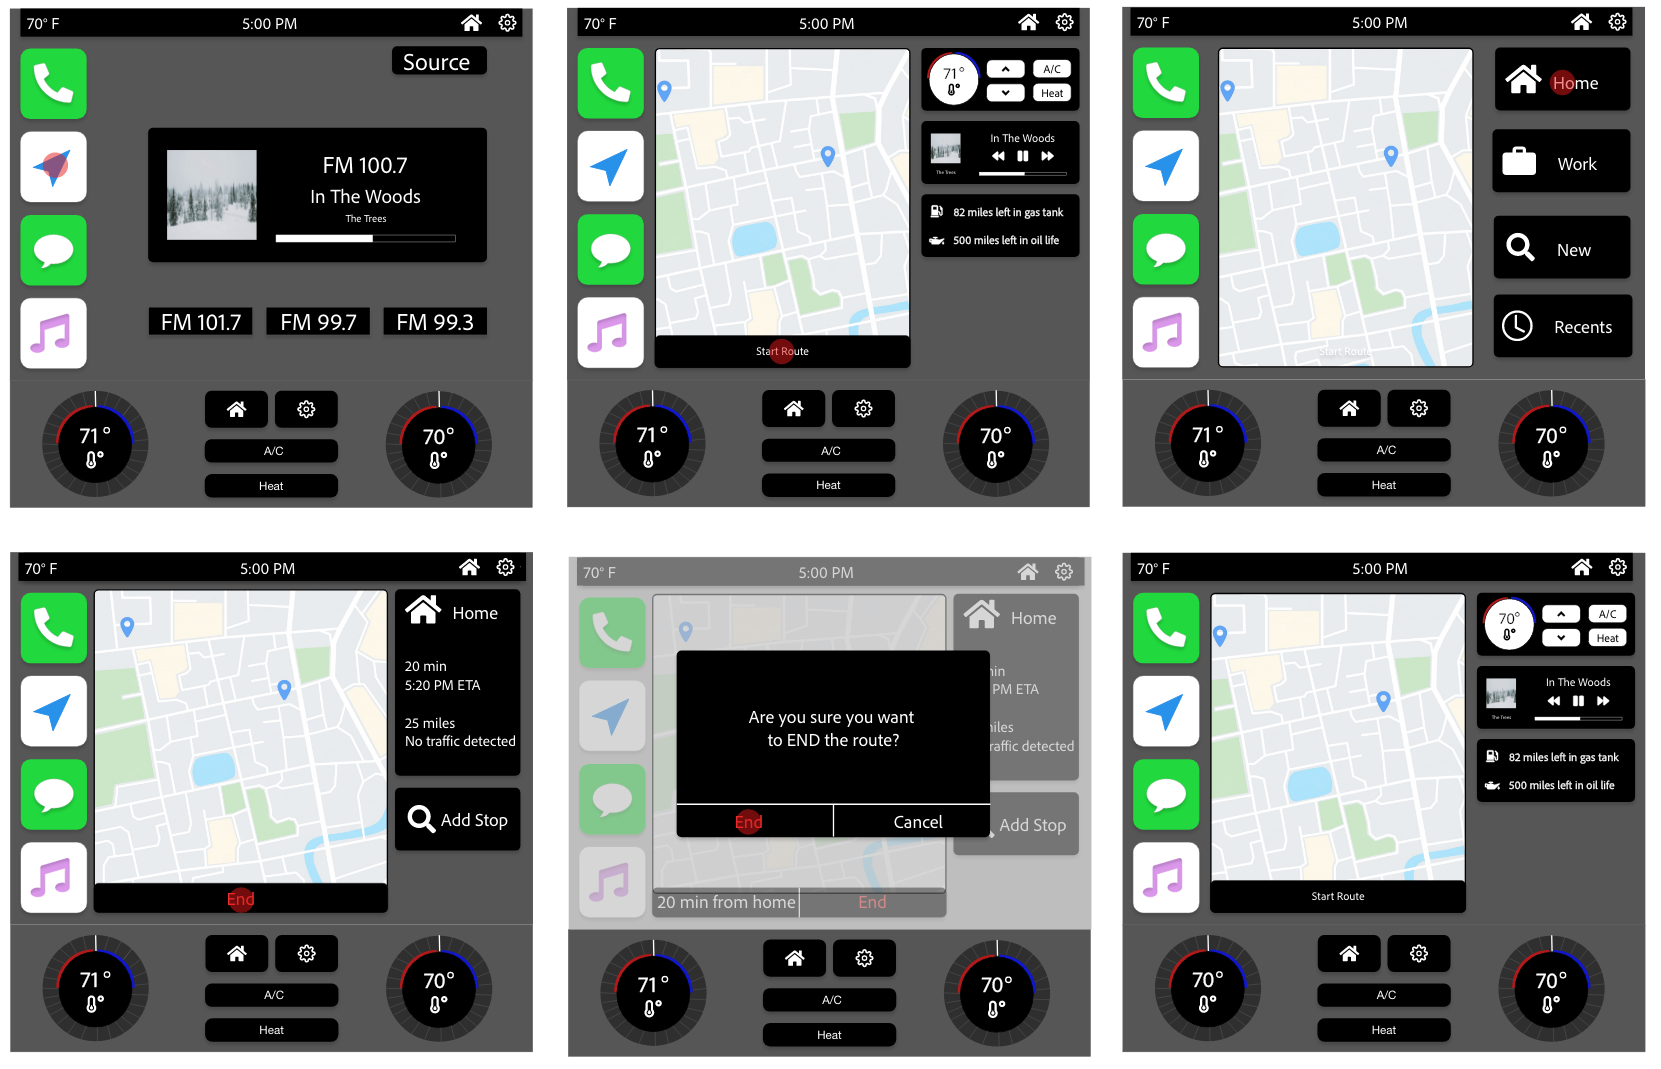 70° F 5:00 PM
Source
FM 100.7
In The Woods
The Trees
FM 101.7 FM 99.7 FM 99.3
71° 70°
A/C
Heat
70° F 5:00 PM
71° A/C
Heat
In The Woods
The Trees
82 miles left in gas tank
500 miles left in oil life
Start Route
71° 70°
A/C
Heat
70° F 5:00 PM
Home
Work
New
Recents
Start Route
71° 70°
A/C
Heat
70° F 5:00 PM
Home
20 min
5:20 PM ETA
25 miles
No traffic detected
Add Stop
End
71° 70°
A/C
Heat
70° F 5:00 PM
Home
in
PM ETA
Are you sure you want
to END the route?
iles
raffic detected
End Cancel
Add Stop
20 min from home End
71° 70°
A/C
Heat
70° F 5:00 PM
70° A/C
Heat
In The Woods
The Trees
82 miles left in gas tank
500 miles left in oil life
Start Route
70° 70°
A/C
Heat